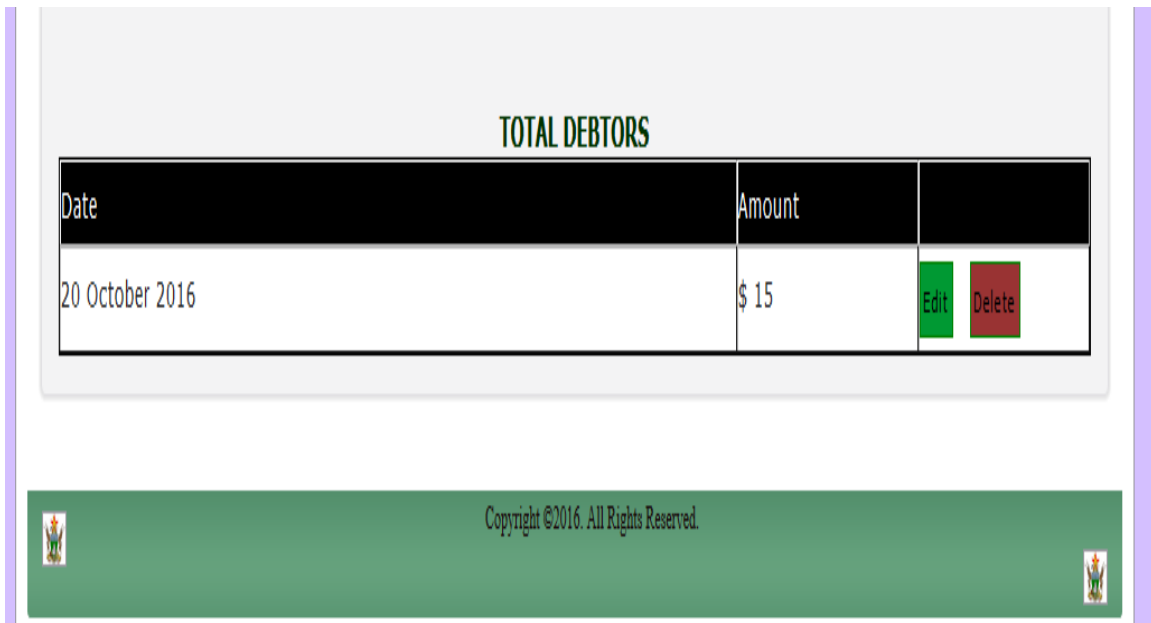 TOTAL DEBTORS
Date Amount
20 October 2016 $ 15 Edit Delete
Copyright ©2016. All Rights Reserved.